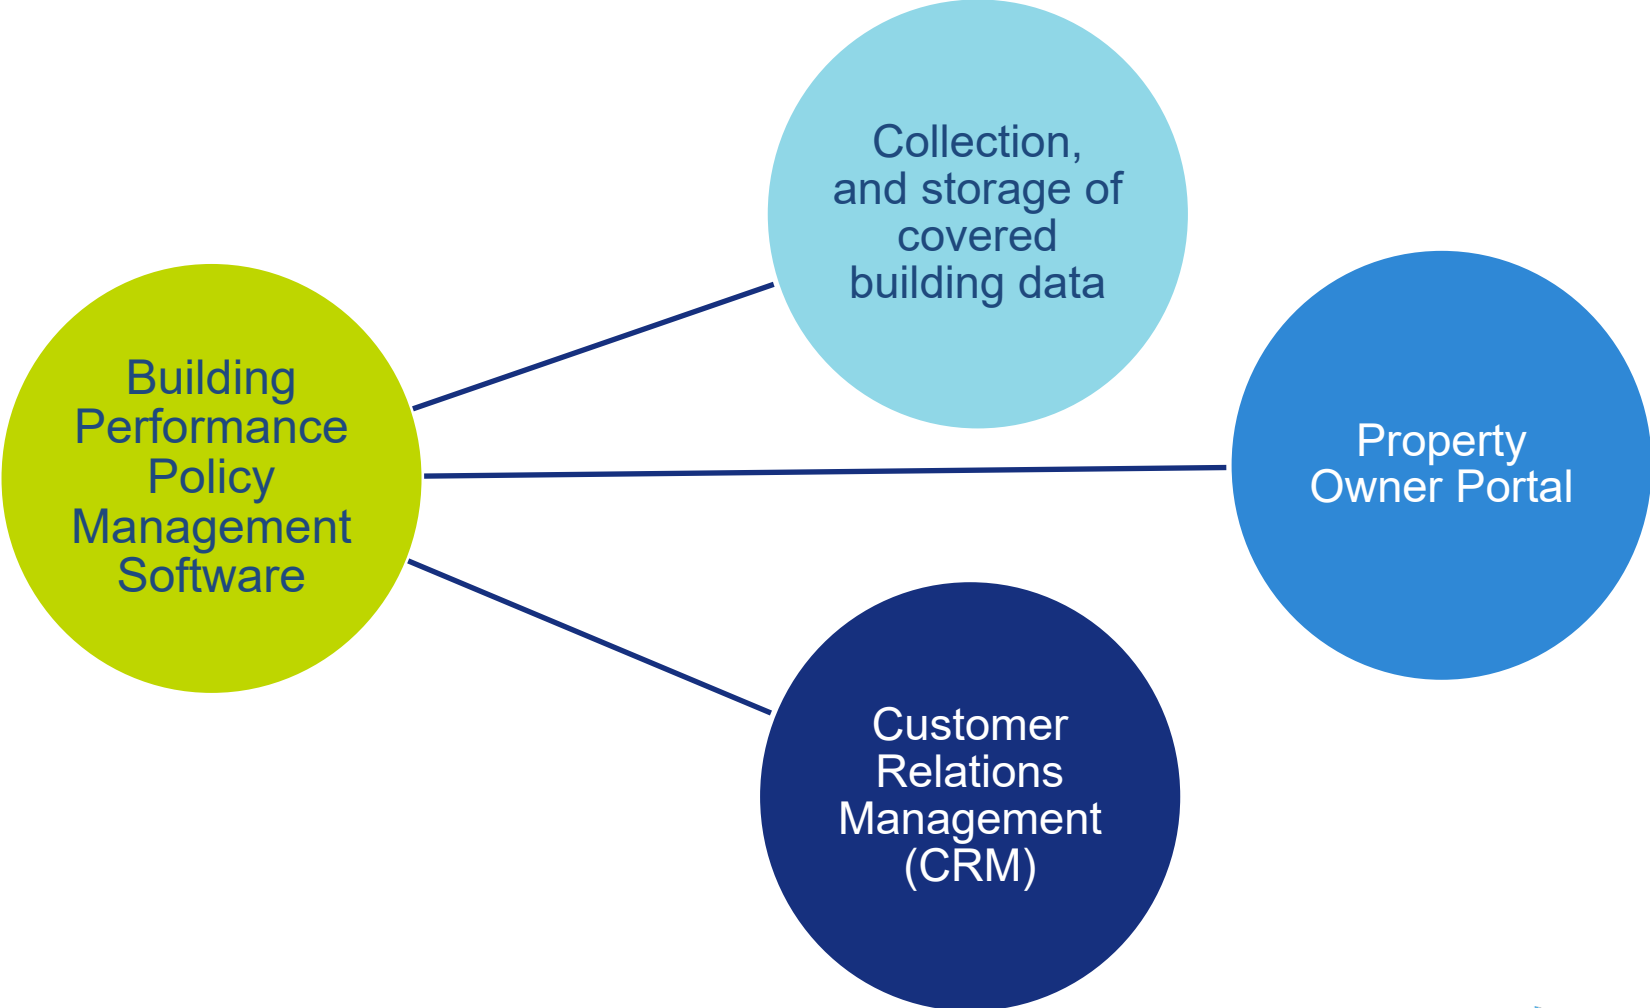 Building
Performance
Policy
Management
Software
Collection,
and storage of
covered
building data
Property
Owner Portal
Customer
Relations
Management
(CRM)